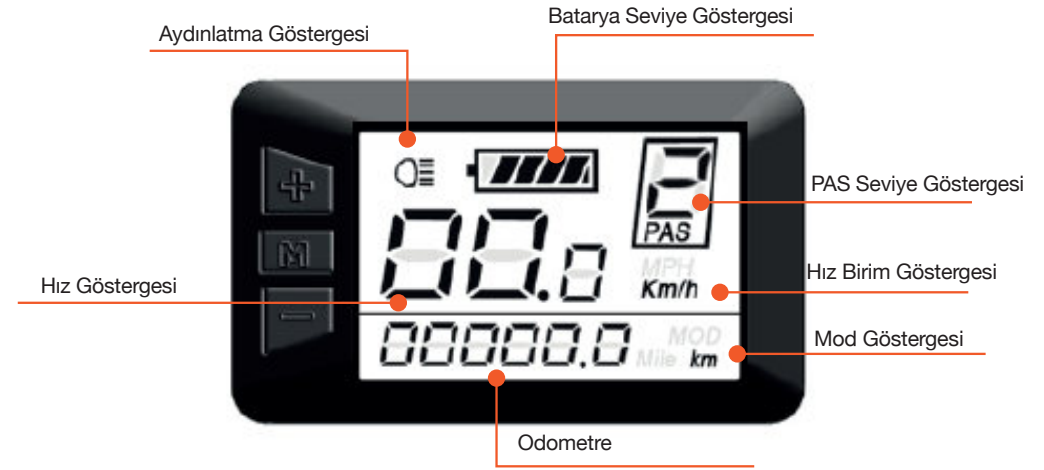 Batarya Seviye Göstergesi
Aydınlatma Göstergesi
PAS Seviye Göstergesi
2
PAS
+
M
−
00.0
MPH
Km/h
Hız Birim Göstergesi
Hız Göstergesi
00000.0
MOD
Mile km
Mod Göstergesi
Odometre